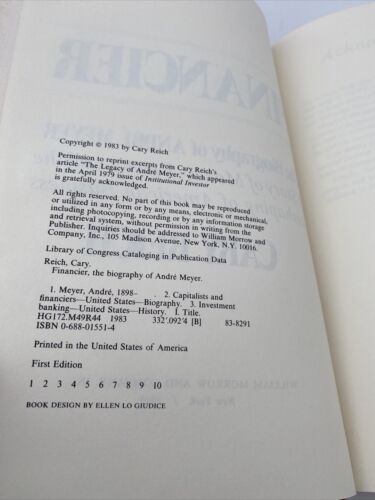 Copyright © 1983 by Cary Reich
Permission to reprint excerpts from Cary Reich's
article "The Legacy of André Meyer," which appeared
in the April 1979 issue of Institutional Investor
is gratefully acknowledged.
All rights reserved. No part of this book may be reproduced
or utilized in any form or by any means, electronic or mechanical,
including photocopying, recording or by any information storage
and retrieval system, without permission in writing from the
Publisher. Inquiries should be addressed to William Morrow and
Company, Inc., 105 Madison Avenue, New York, N.Y. 10016.
Library of Congress Cataloging in Publication Data
Reich, Cary.
Financier, the biography of André Meyer.
1. Meyer, André, 1898– . 2. Capitalists and
financiers—United States—Biography. 3. Investment
banking—United States—History. I. Title.
HG172.M49R44 1983 332'.092'4 [B] 83-8291
ISBN 0-688-01551-4
Printed in the United States of America
First Edition
1 2 3 4 5 6 7 8 9 10
BOOK DESIGN BY ELLEN LO GIUDICE